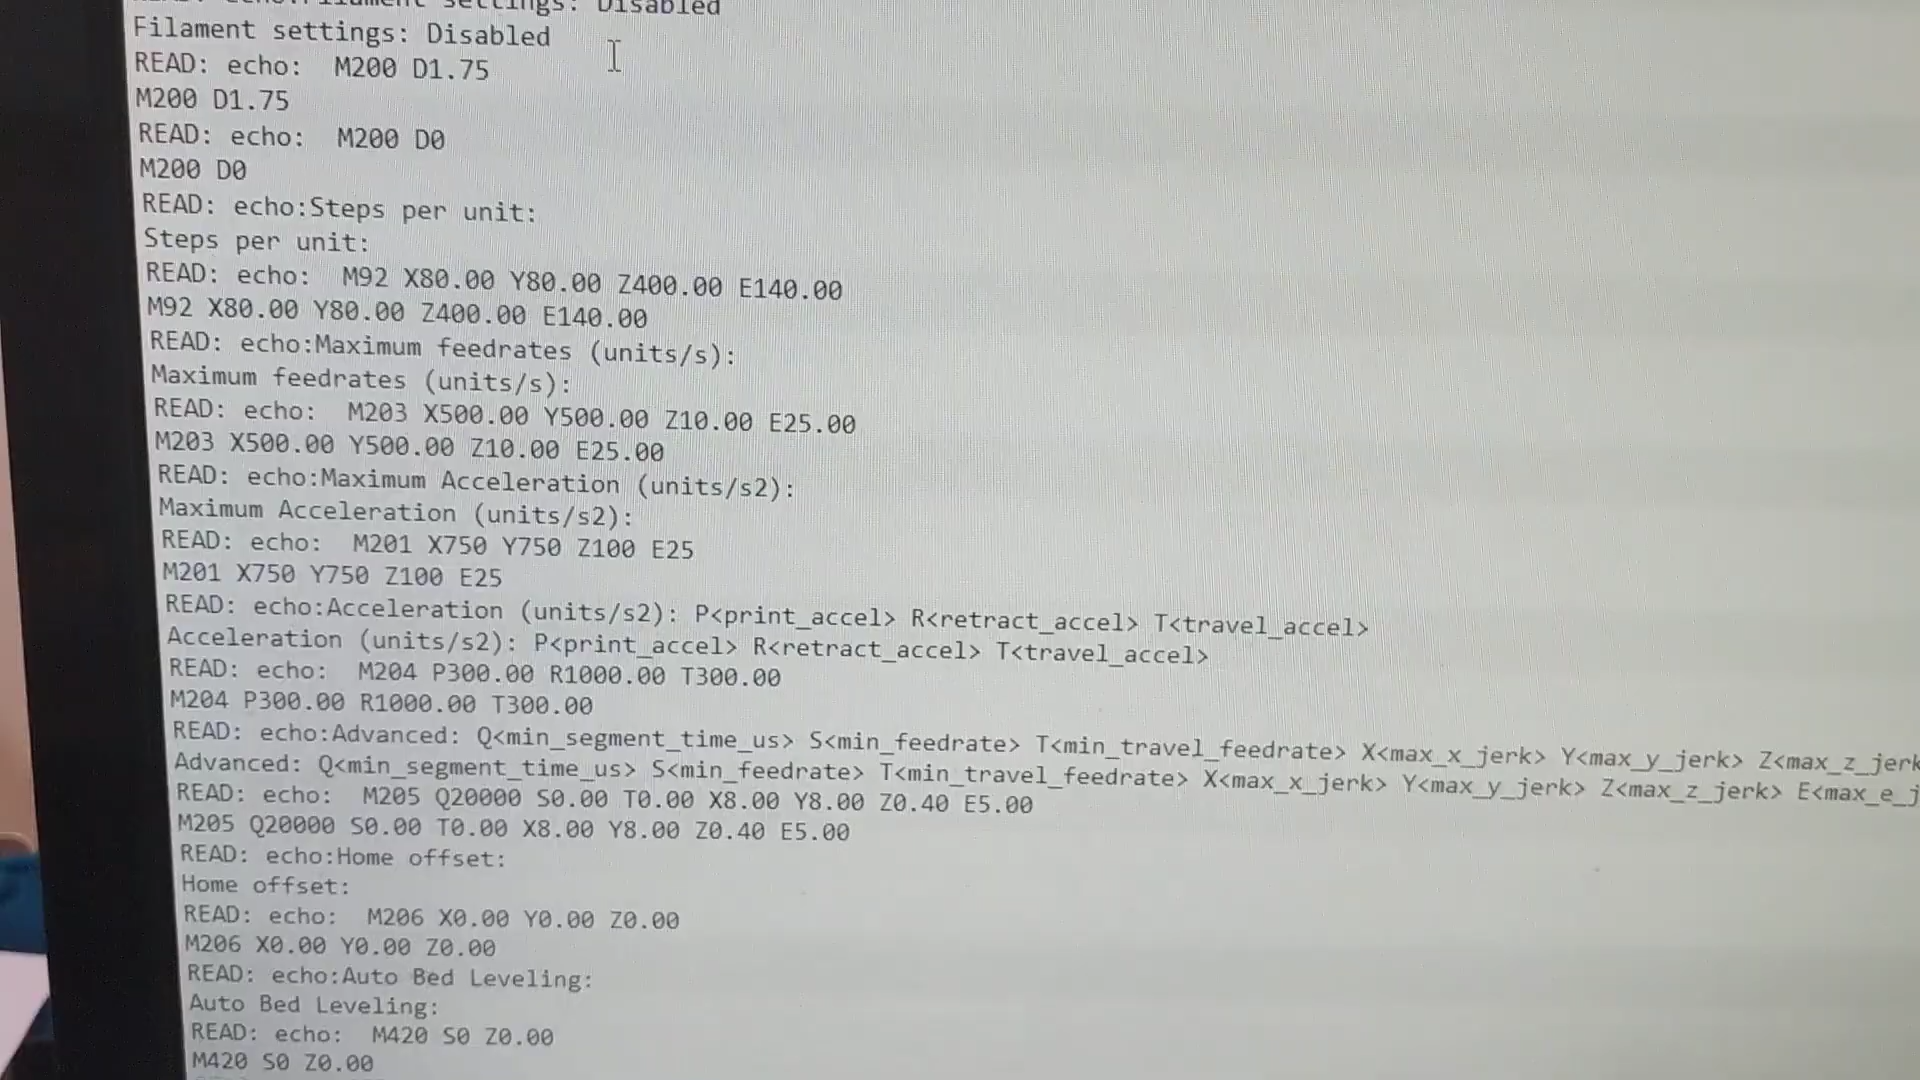 echo:Filament settings: Disabled
Filament settings: Disabled
READ: echo:  M200 D1.75
M200 D1.75
READ: echo:  M200 D0
M200 D0
READ: echo:Steps per unit:
Steps per unit:
READ: echo:  M92 X80.00 Y80.00 Z400.00 E140.00
M92 X80.00 Y80.00 Z400.00 E140.00
READ: echo:Maximum feedrates (units/s):
Maximum feedrates (units/s):
READ: echo:  M203 X500.00 Y500.00 Z10.00 E25.00
M203 X500.00 Y500.00 Z10.00 E25.00
READ: echo:Maximum Acceleration (units/s2):
Maximum Acceleration (units/s2):
READ: echo:  M201 X750 Y750 Z100 E25
M201 X750 Y750 Z100 E25
READ: echo:Acceleration (units/s2): P<print_accel> R<retract_accel> T<travel_accel>
Acceleration (units/s2): P<print_accel> R<retract_accel> T<travel_accel>
READ: echo:  M204 P300.00 R1000.00 T300.00
M204 P300.00 R1000.00 T300.00
READ: echo:Advanced: Q<min_segment_time_us> S<min_feedrate> T<min_travel_feedrate> X<max_x_jerk> Y<max_y_jerk> Z<max_z_jerk
Advanced: Q<min_segment_time_us> S<min_feedrate> T<min_travel_feedrate> X<max_x_jerk> Y<max_y_jerk> Z<max_z_jerk> E<max_e_j
READ: echo:  M205 Q20000 S0.00 T0.00 X8.00 Y8.00 Z0.40 E5.00
M205 Q20000 S0.00 T0.00 X8.00 Y8.00 Z0.40 E5.00
READ: echo:Home offset:
Home offset:
READ: echo:  M206 X0.00 Y0.00 Z0.00
M206 X0.00 Y0.00 Z0.00
READ: echo:Auto Bed Leveling:
Auto Bed Leveling:
READ: echo:  M420 S0 Z0.00
M420 S0 Z0.00